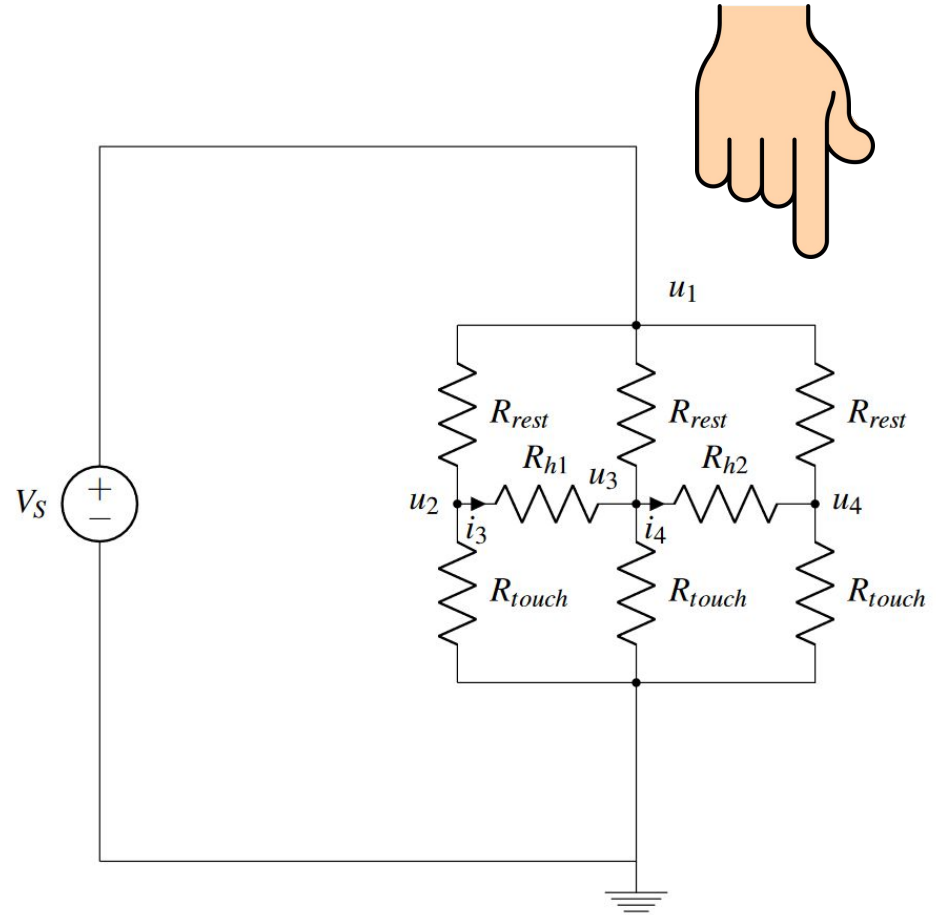 u1
Rrest
Rrest
Rrest
Rh1
u3
Rh2
VS
+
−
u2
i3
i4
u4
Rtouch
Rtouch
Rtouch